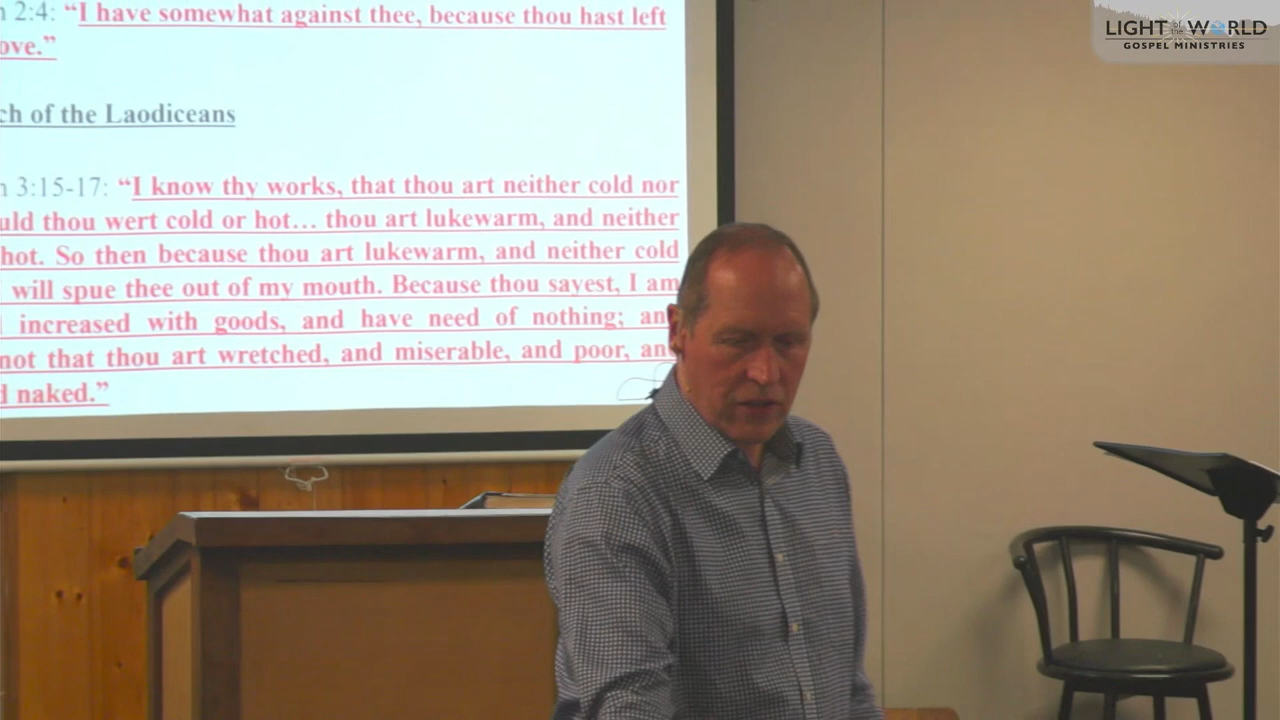 n 2:4: “I have somewhat against thee, because thou hast left
ove.”
ch of the Laodiceans
n 3:15-17: “I know thy works, that thou art neither cold nor
uld thou wert cold or hot… thou art lukewarm, and neither
hot. So then because thou art lukewarm, and neither cold
will spue thee out of my mouth. Because thou sayest, I am
increased with goods, and have need of nothing; an
not that thou art wretched, and miserable, and poor, an
d naked.”
LIGHT of the WORLD
GOSPEL MINISTRIES